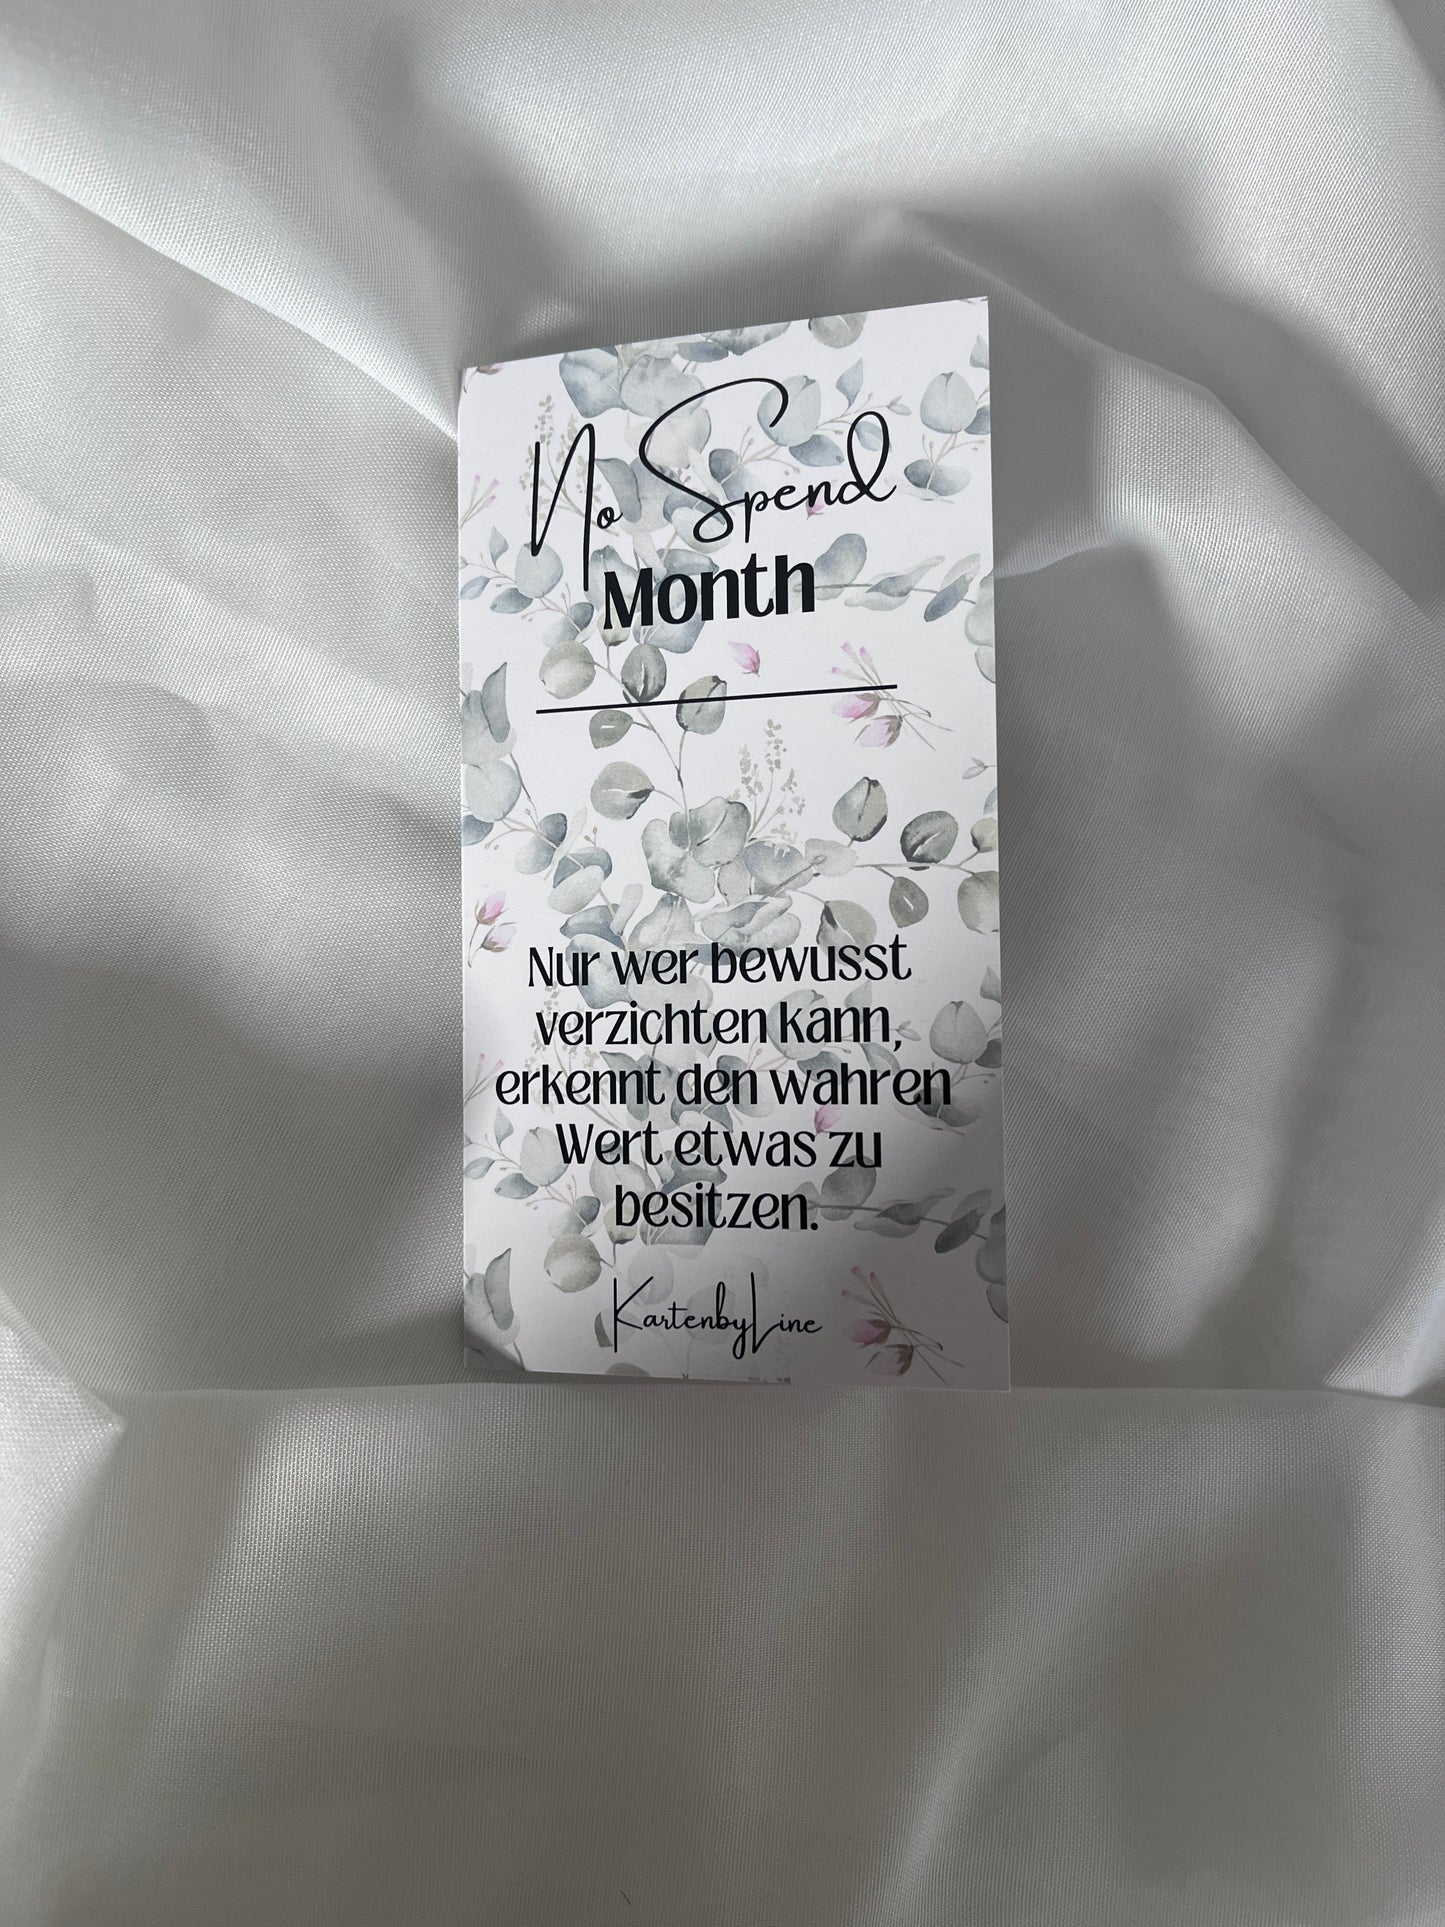 No Spend
Month
Nur wer bewusst
verzichten kann,
erkennt den wahren
Wert etwas zu
besitzen.
KartenbyLine